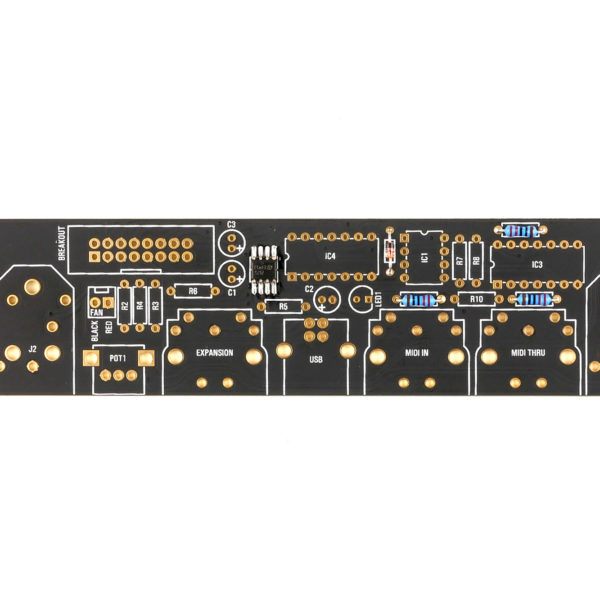 BREAKOUT
C3
C1
IC4
IC1
R7
R8
IC3
R6
R5
C2
LED1
R10
FAN
BLACK
RED
R2
R4
R3
J2
POT1
EXPANSION
USB
MIDI IN
MIDI THRU